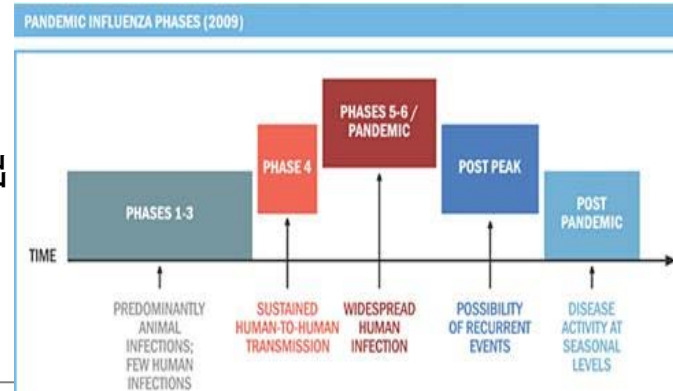 PANDEMIC INFLUENZA PHASES (2009)
PHASES 1-3
PHASE 4
PHASES 5-6 /
PANDEMIC
POST PEAK
POST
PANDEMIC
TIME
PREDOMINANTLY
ANIMAL
INFECTIONS;
FEW HUMAN
INFECTIONS
SUSTAINED
HUMAN-TO-HUMAN
TRANSMISSION
WIDESPREAD
HUMAN
INFECTION
POSSIBILITY
OF RECURRENT
EVENTS
DISEASE
ACTIVITY AT
SEASONAL
LEVELS